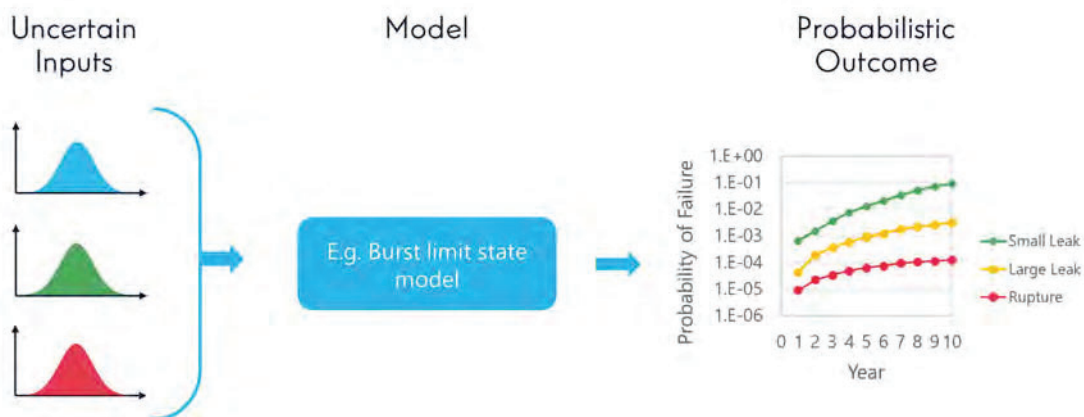 Uncertain
Inputs
Model
Probabilistic
Outcome
E.g. Burst limit state
model
Probability of Failure
1.E+00
1.E-01
1.E-02
1.E-03
1.E-04
1.E-05
1.E-06
0 1 2 3 4 5 6 7 8 9 10
Year
Small Leak
Large Leak
Rupture